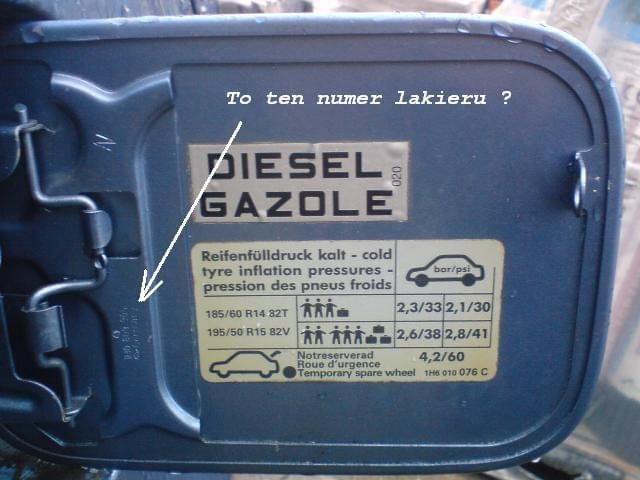 To ten numer lakieru ?
DIESEL
GAZOLE
020
Reifenfülldruck kalt - cold
tyre inflation pressures -
pression des pneus froids
bar/psi
185/60 R14 82T 2,3/33 2,1/30
195/50 R15 82V 2,6/38 2,8/41
Notreserverad 4,2/60
Roue d'urgence
Temporary spare wheel 1H6 010 076 C